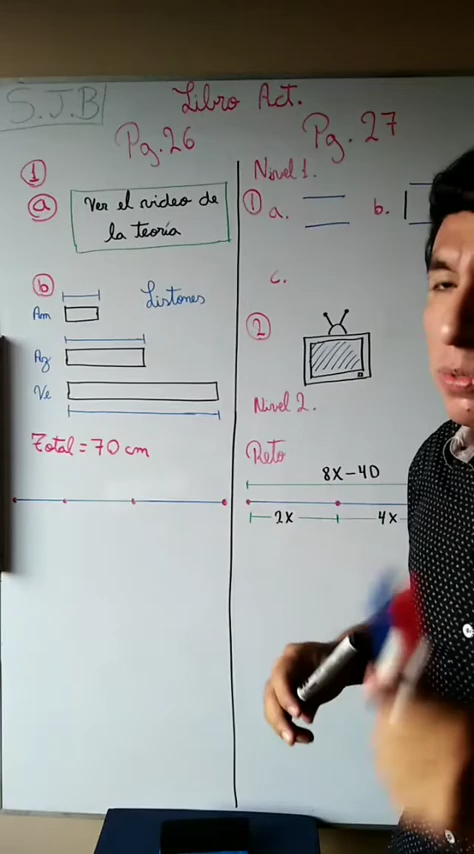 S.J.B
Libro Act.
Pg.26
1
a
Ver el video de
la teoría
b
Listones
Am
Az
Ve
Total = 70 cm
Pg. 27
Nivel 1.
1
a.
b.
c.
2
Nivel 2.
Reto
8x-40
2x
4x